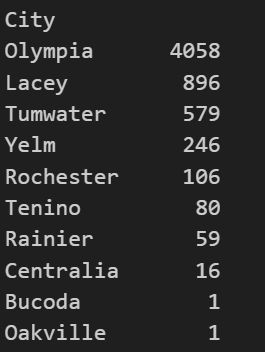 City
Olympia 4058
Lacey 896
Tumwater 579
Yelm 246
Rochester 106
Tenino 80
Rainier 59
Centralia 16
Bucoda 1
Oakville 1